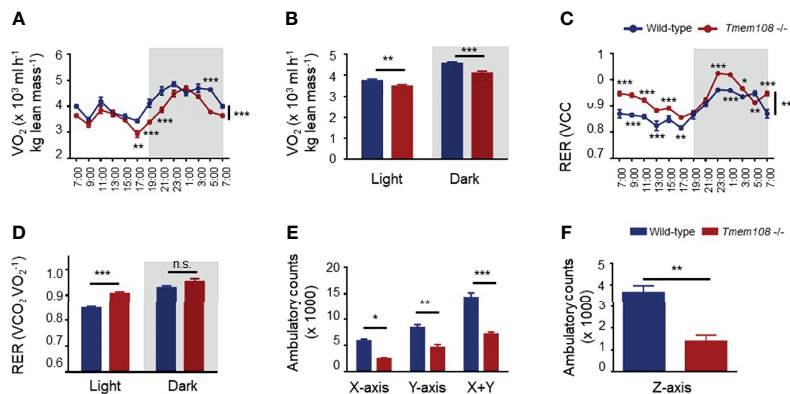 A
VO2 (x 10³ ml h⁻¹
kg lean mass⁻¹)
6
5
4
3
2
***
***
**
***
***
7:00 9:00 11:00 13:00 15:00 17:00 19:00 21:00 23:00 1:00 3:00 5:00 7:00
B
VO2 (x 10³ ml h⁻¹
kg lean mass⁻¹)
6
5
4
3
2
1
0
** ***
Light Dark
C
Wild-type Tmem108 -/-
RER (VCC
0
0.9
0.8
0.7
*** *** *** *** ***
*** ***
*** *** * *** **
*** **
**
7:00 9:00 11:00 13:00 15:00 17:00 19:00 21:00 23:00 1:00 3:00 5:00 7:00
D
RER (VCO2 VO2⁻¹)
1.0
0.9
0.8
0.7
0.6
*** n.s.
Light Dark
E
Ambulatory counts
(x 1000)
20
15
10
5
0
* ** ***
X-axis Y-axis X+Y
F
Wild-type Tmem108 -/-
Ambulatory counts
(x 1000)
5
4
3
2
1
0
**
Z-axis